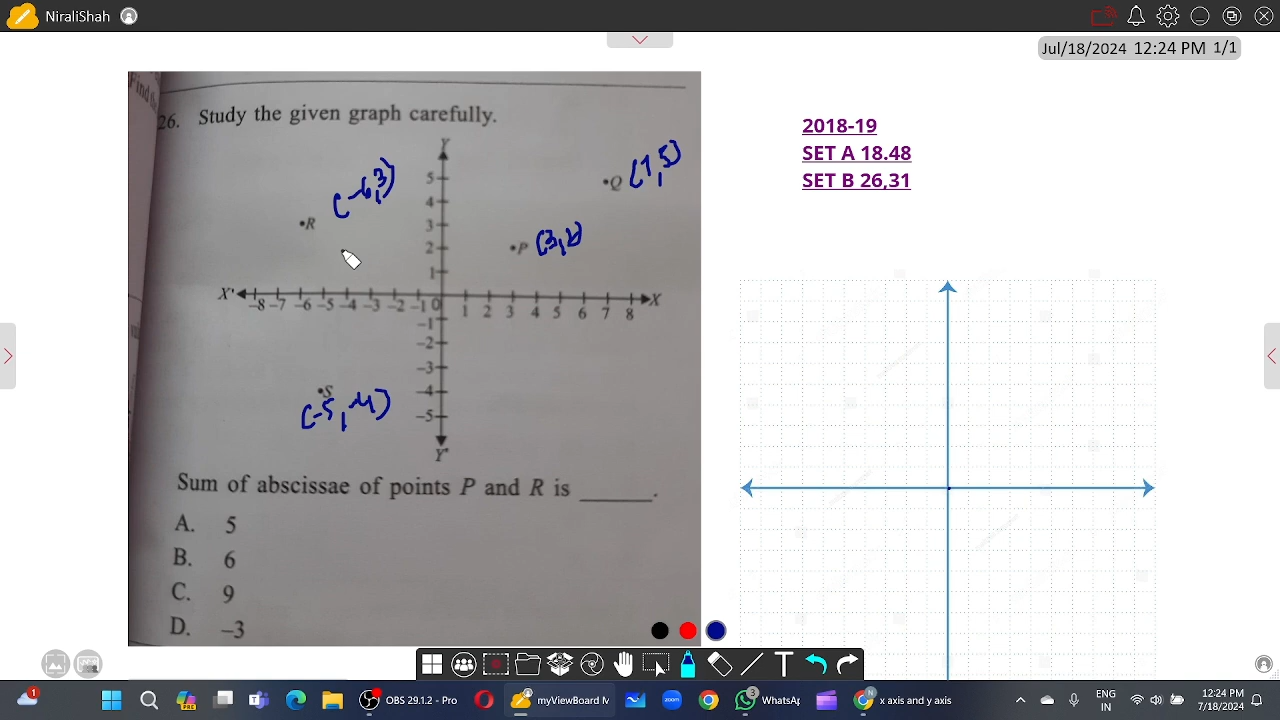 NiraliShah
Jul/18/2024 12:24 PM 1/1
26. Study the given graph carefully.
Y
5
4
3
2
1
•R (-6,3)
•Q (7,5)
•P (3,2)
X' -8 -7 -6 -5 -4 -3 -2 -1 0 1 2 3 4 5 6 7 8 X
-1
-2
-3
-4
-5
•S
(-5,-4)
Y'
Sum of abscissae of points P and R is ______.
A. 5
B. 6
C. 9
D. -3
2018-19
SET A 18.48
SET B 26,31
T
1
PRE
OBS 29.1.2 - Pro
myViewBoard M
zoom
3
WhatsAp
N
x axis and y axis
ENG
IN
12:24 PM
7/18/2024